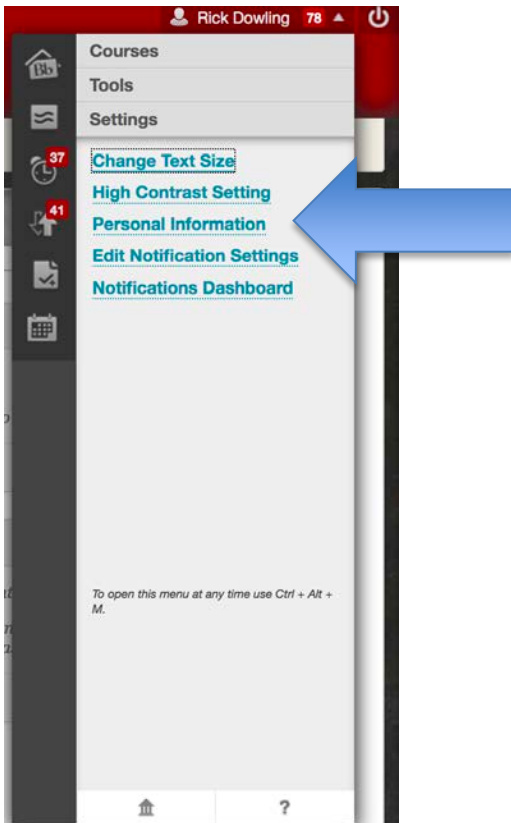 Rick Dowling 78
Courses
Bb
Tools
Settings
37
Change Text Size
High Contrast Setting
41
Personal Information
Edit Notification Settings
Notifications Dashboard
To open this menu at any time use Ctrl + Alt +
M.
?